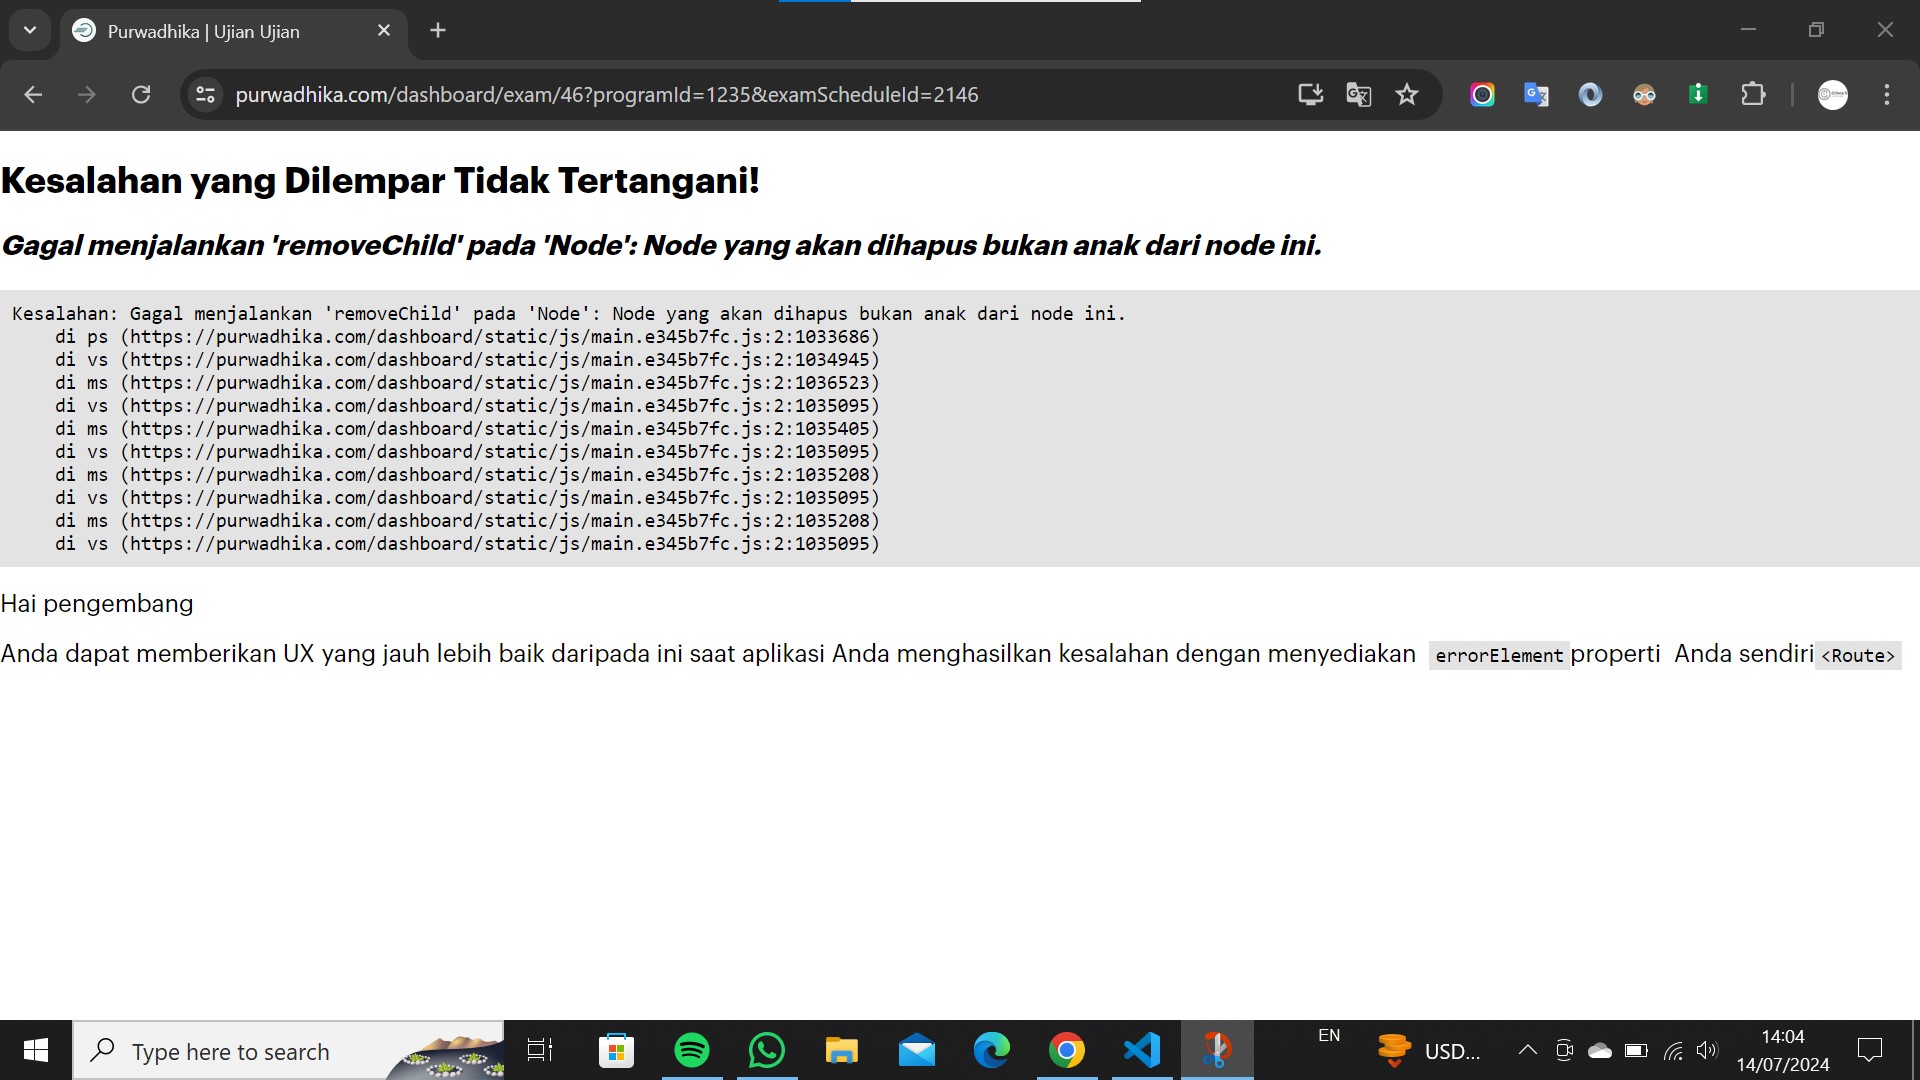 Purwadhika | Ujian Ujian
purwadhika.com/dashboard/exam/46?programId=1235&examScheduleId=2146
Kesalahan yang Dilempar Tidak Tertangani!
Gagal menjalankan 'removeChild' pada 'Node': Node yang akan dihapus bukan anak dari node ini.
Kesalahan: Gagal menjalankan 'removeChild' pada 'Node': Node yang akan dihapus bukan anak dari node ini.
di ps (https://purwadhika.com/dashboard/static/js/main.e345b7fc.js:2:1033686)
di vs (https://purwadhika.com/dashboard/static/js/main.e345b7fc.js:2:1034945)
di ms (https://purwadhika.com/dashboard/static/js/main.e345b7fc.js:2:1036523)
di vs (https://purwadhika.com/dashboard/static/js/main.e345b7fc.js:2:1035095)
di ms (https://purwadhika.com/dashboard/static/js/main.e345b7fc.js:2:1035405)
di vs (https://purwadhika.com/dashboard/static/js/main.e345b7fc.js:2:1035095)
di ms (https://purwadhika.com/dashboard/static/js/main.e345b7fc.js:2:1035208)
di vs (https://purwadhika.com/dashboard/static/js/main.e345b7fc.js:2:1035095)
di ms (https://purwadhika.com/dashboard/static/js/main.e345b7fc.js:2:1035208)
di vs (https://purwadhika.com/dashboard/static/js/main.e345b7fc.js:2:1035095)
Hai pengembang
Anda dapat memberikan UX yang jauh lebih baik daripada ini saat aplikasi Anda menghasilkan kesalahan dengan menyediakan errorElement properti Anda sendiri <Route>
Type here to search
EN
USD...
14:04
14/07/2024